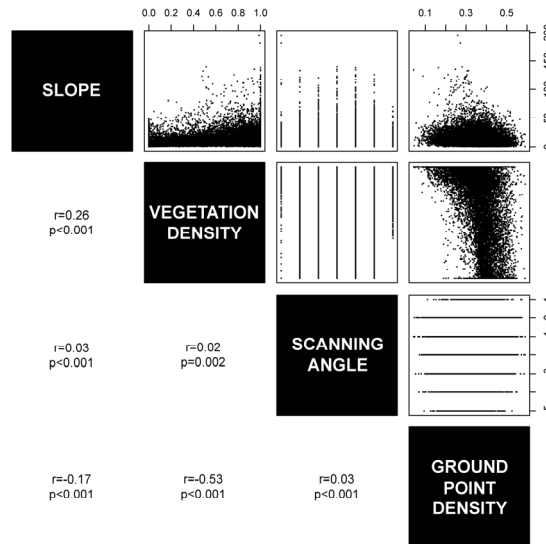 0.0 0.2 0.4 0.6 0.8 1.0
0.1 0.3 0.5
SLOPE
r=0.26
p<0.001
VEGETATION
DENSITY
r=0.03
p<0.001
r=0.02
p=0.002
SCANNING
ANGLE
r=-0.17
p<0.001
r=-0.53
p<0.001
r=0.03
p<0.001
GROUND
POINT
DENSITY